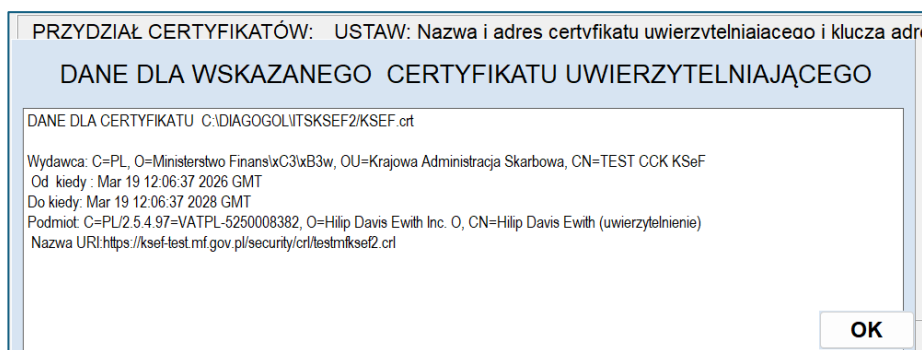 PRZYDZIAŁ CERTYFIKATÓW: USTAW: Nazwa i adres certyfikatu uwierzytelniającego i klucza adr
DANE DLA WSKAZANEGO CERTYFIKATU UWIERZYTELNIAJĄCEGO
DANE DLA CERTYFIKATU C:\DIAGOGOL\ITSKSEF2/KSEF.crt
Wydawca: C=PL, O=Ministerstwo Finans\xC3\xB3w, OU=Krajowa Administracja Skarbowa, CN=TEST CCK KSeF
Od kiedy : Mar 19 12:06:37 2026 GMT
Do kiedy: Mar 19 12:06:37 2028 GMT
Podmiot: C=PL/2.5.4.97=VATPL-5250008382, O=Hilip Davis Ewith Inc. O, CN=Hilip Davis Ewith (uwierzytelnienie)
Nazwa URI:https://ksef-test.mf.gov.pl/security/crl/testmfksef2.crl
OK